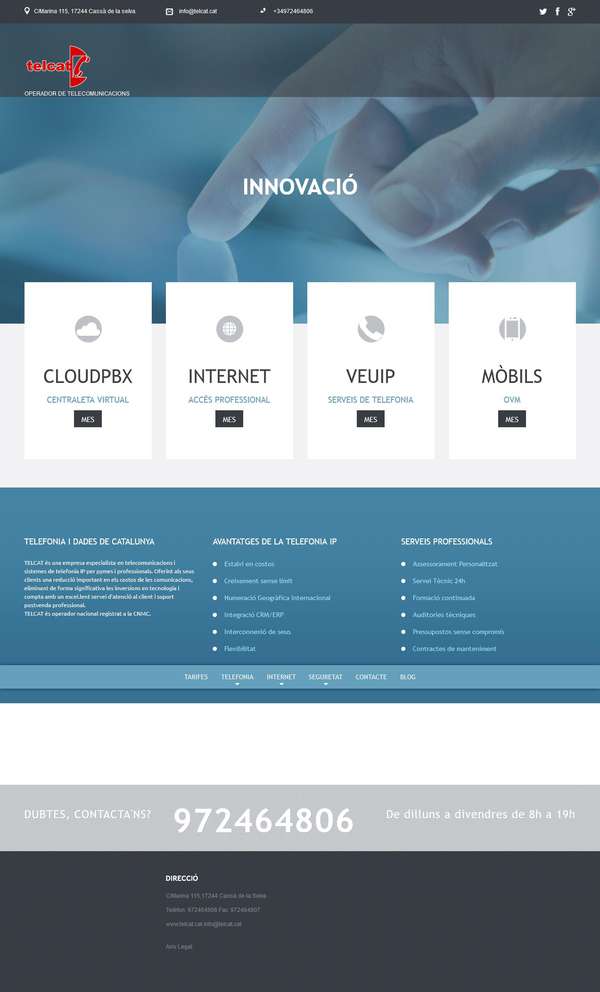 C/Marina 115, 17244 Cassà de la selva
info@telcat.cat
+34972464806
telcat
OPERADOR DE TELECOMUNICACIONS
INNOVACIÓ
CLOUDPBX
CENTRALETA VIRTUAL
MES
INTERNET
ACCÉS PROFESSIONAL
MES
VEUIP
SERVEIS DE TELEFONIA
MES
MÒBILS
OVM
MES
TELEFONIA I DADES DE CATALUNYA
TELCAT és una empresa especialista en telecomunicacions i
sistemes de telefonia IP per pymes i professionals. Oferint als seus
clients una reducció important en els costos de les comunicacions,
eliminent de forma significativa les inversions en tecnologia i
compta amb un excel.lent servei d'atenció al client i suport
postvenda professional.
TELCAT és operador nacional registrat a la CNMC.
AVANTATGES DE LA TELEFONIA IP
Estalvi en costos
Creixement sense límit
Numeració Geogràfica internacional
Integració CRM/ERP
Interconnexió de seus
Flexibilitat
SERVEIS PROFESSIONALS
Assessorament Personalitzat
Servei Tècnic 24h
Formació continuada
Auditories tècniques
Pressupostos sense compromís
Contractes de manteniment
TARIFES TELEFONIA INTERNET SEGURETAT CONTACTE BLOG
DUBTES, CONTACTA'NS?
972464806
De dilluns a divendres de 8h a 19h
DIRECCIÓ
C/Marina 115,17244 Cassà de la Selva
Telèfon: 972464806 Fax: 972464807
www.telcat.cat info@telcat.cat
Avis Legal